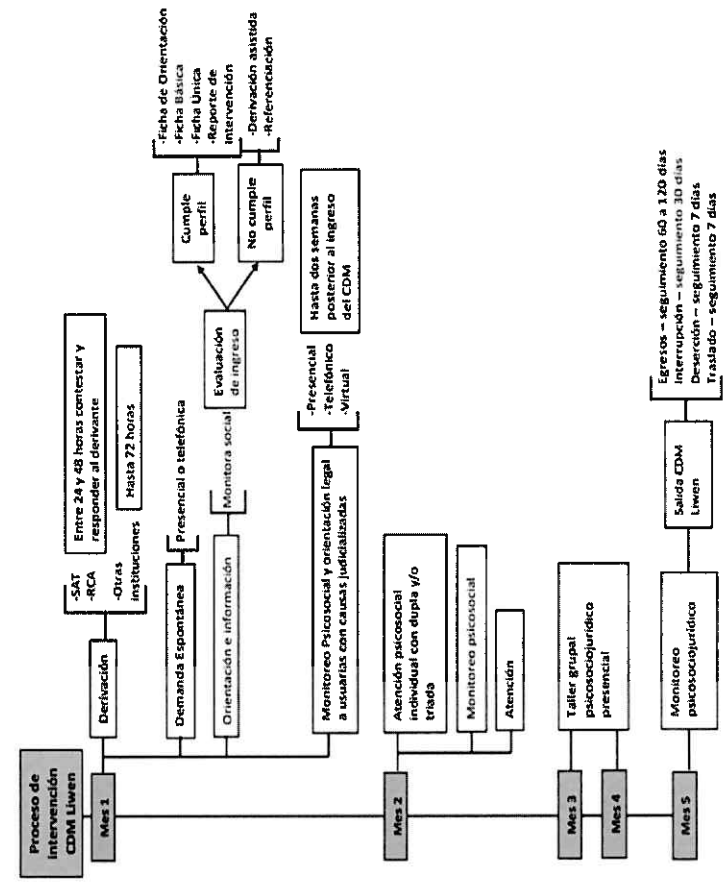 Proceso de
intervención
CDM Liwen
Mes 1
Derivación
-SAT
-RCA
-Otras
instituciones
Entre 24 y 48 horas contestar y
responder al derivante
Hasta 72 horas
Demanda Espontánea
Presencial o telefónica
Orientación e información
Monitora social
Evaluación
de ingreso
Cumple
perfil
-Ficha de Orientación
-Ficha Básica
-Ficha Única
-Reporte de
intervención
No cumple
perfil
-Derivación asistida
-Referenciación
Monitoreo Psicosocial y orientación legal
a usuarias con causas judicializadas
-Presencial
-Telefónico
-Virtual
Hasta dos semanas
posterior al ingreso
del CDM
Mes 2
Atención psicosocial
individual con dupla y/o
triada
Monitoreo psicosocial
Atención
Mes 3
Mes 4
Taller grupal
psicosociojurídico
presencial
Mes 5
Monitoreo
psicosociojurídico
Salida CDM
Liwen
Egresos – seguimiento 60 a 120 días
Interrupción – seguimiento 30 días
Deserción – seguimiento 7 días
Traslado – seguimiento 7 días